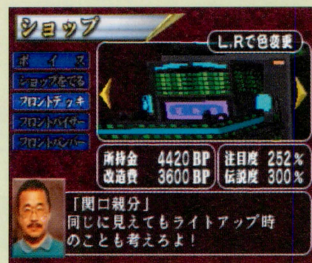 ショップ
L.Rで色変更
ボイス
ショップをでる
フロントデッキ
フロントバイザー
フロントバンパー
所持金 4420 BP
改造費 3600 BP
注目度 252%
伝説度 300%
「関口親分」
同じに見えてもライトアップ時
のことも考えろよ！